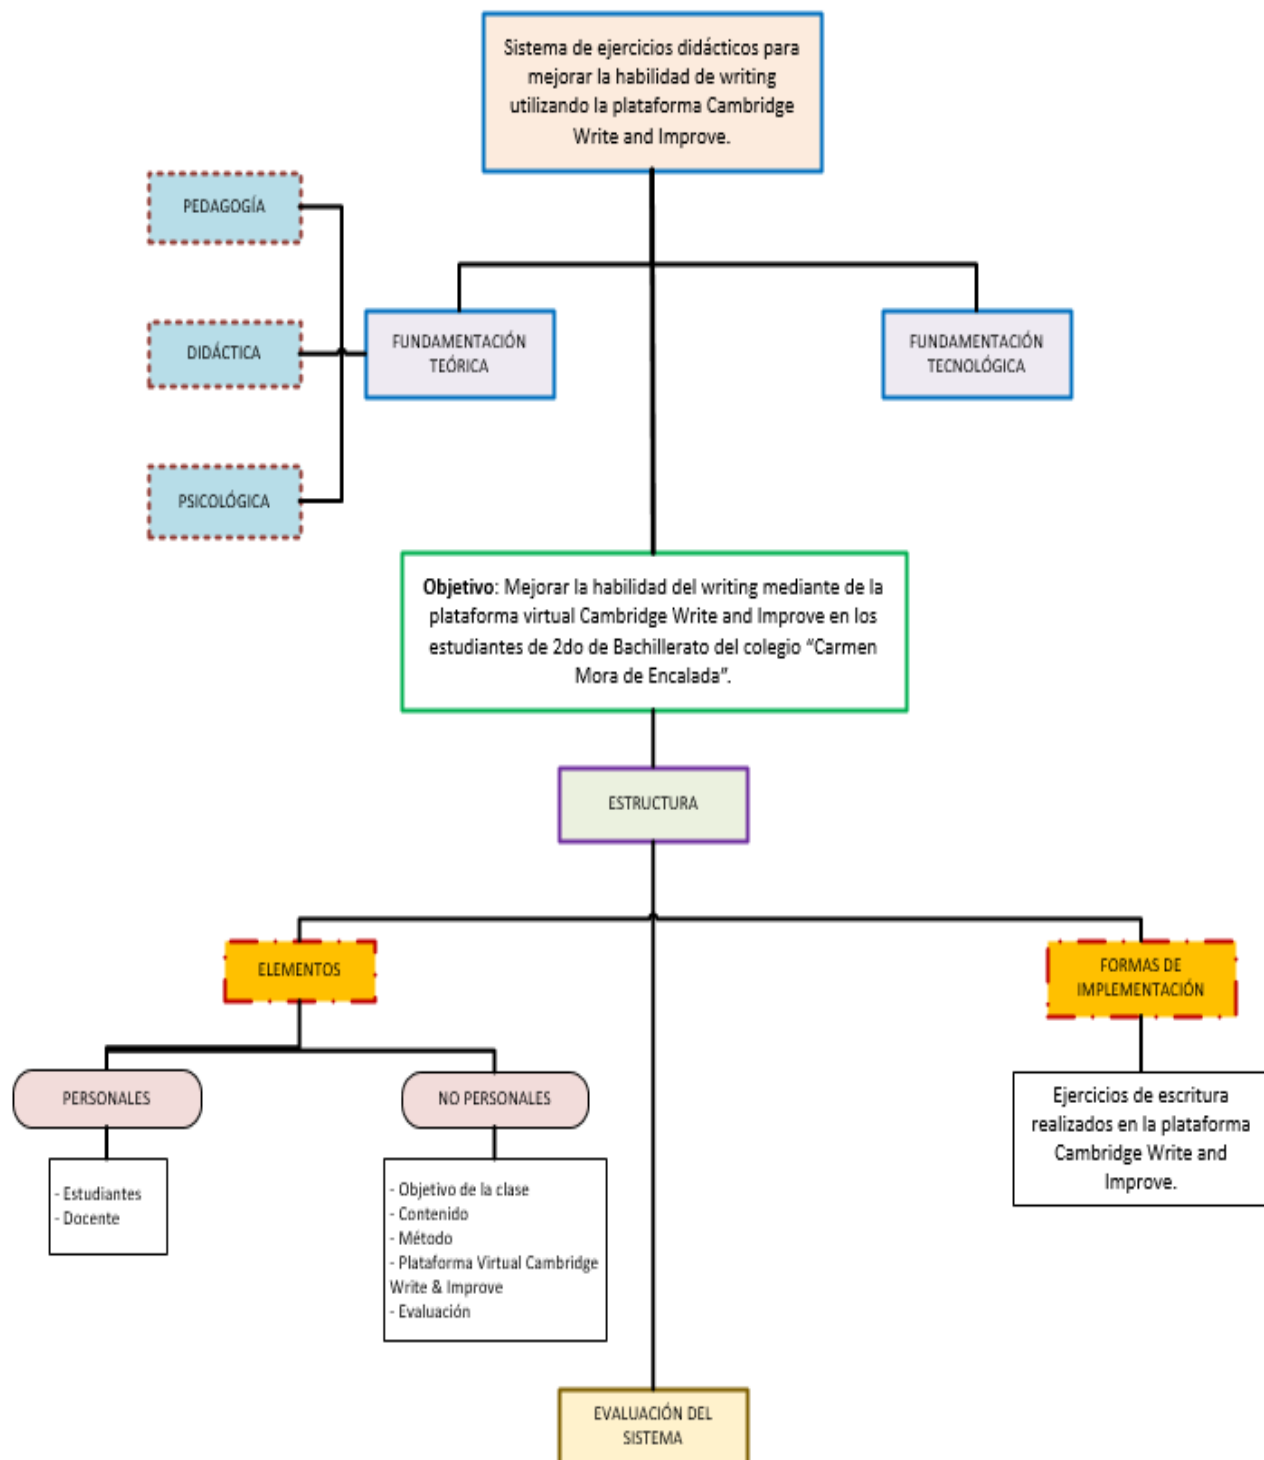 Sistema de ejercicios didácticos para
mejorar la habilidad de writing
utilizando la plataforma Cambridge
Write and Improve.
PEDAGOGÍA
DIDÁCTICA
PSICOLÓGICA
FUNDAMENTACIÓN
TEÓRICA
FUNDAMENTACIÓN
TECNOLÓGICA
Objetivo: Mejorar la habilidad del writing mediante de la
plataforma virtual Cambridge Write and Improve en los
estudiantes de 2do de Bachillerato del colegio “Carmen
Mora de Encalada”.
ESTRUCTURA
ELEMENTOS
FORMAS DE
IMPLEMENTACIÓN
PERSONALES
NO PERSONALES
- Estudiantes
- Docente
- Objetivo de la clase
- Contenido
- Método
- Plataforma Virtual Cambridge
Write & Improve
- Evaluación
Ejercicios de escritura
realizados en la plataforma
Cambridge Write and
Improve.
EVALUACIÓN DEL
SISTEMA